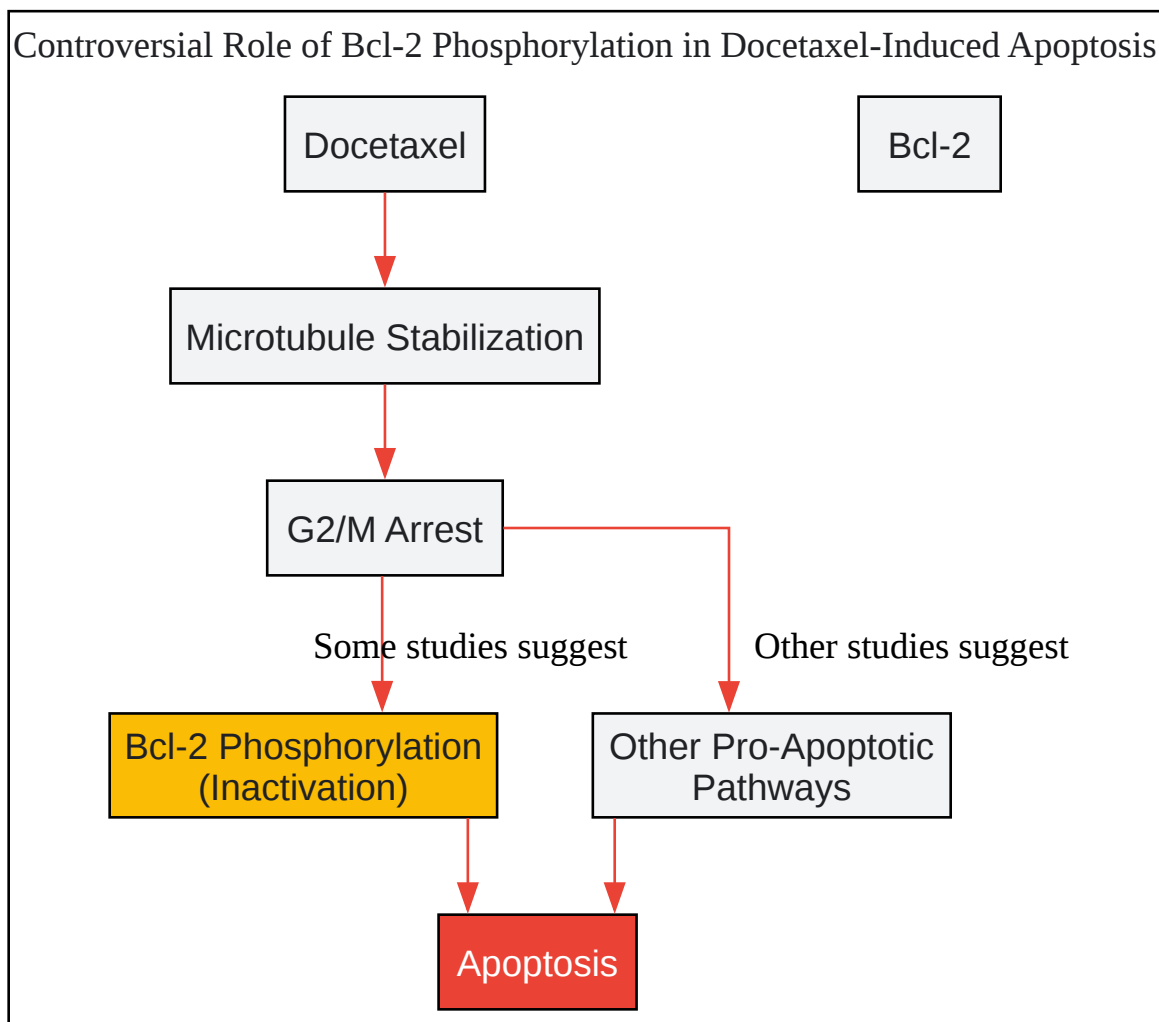 Controversial Role of Bcl-2 Phosphorylation in Docetaxel-Induced Apoptosis
Docetaxel
Bcl-2
Microtubule Stabilization
G2/M Arrest
Some studies suggest
Other studies suggest
Bcl-2 Phosphorylation
(Inactivation)
Other Pro-Apoptotic
Pathways
Apoptosis